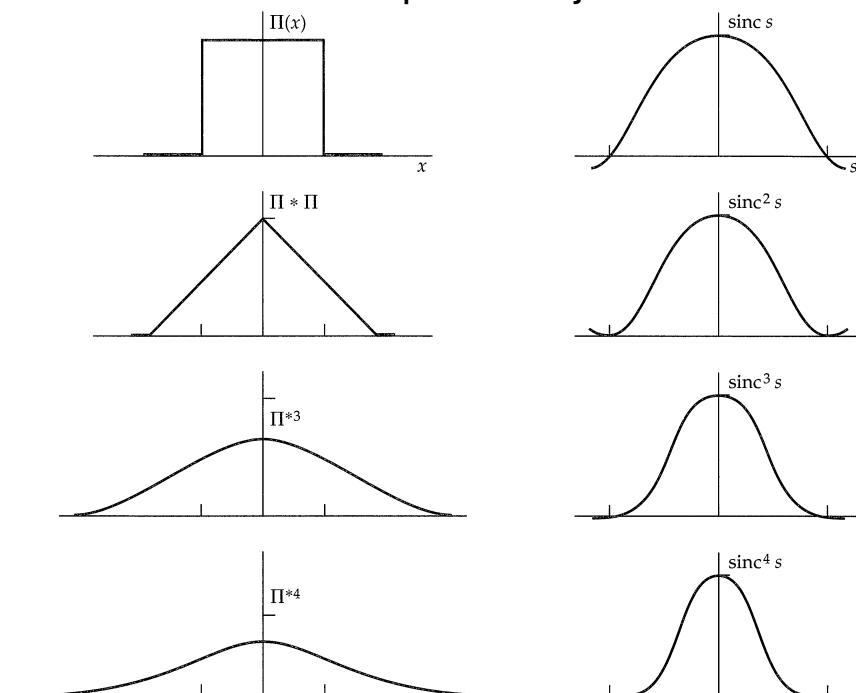 Π(x)
sinc s
x
s
Π * Π
sinc² s
Π*³
sinc³ s
Π*⁴
sinc⁴ s